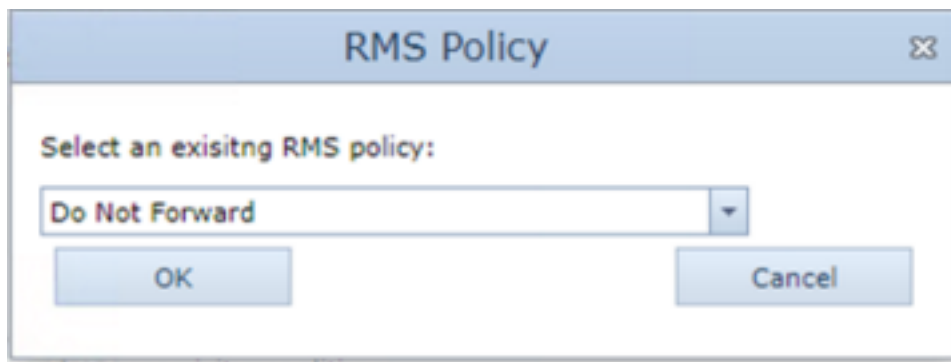 RMS Policy
Select an exisitng RMS policy:
Do Not Forward
OK Cancel